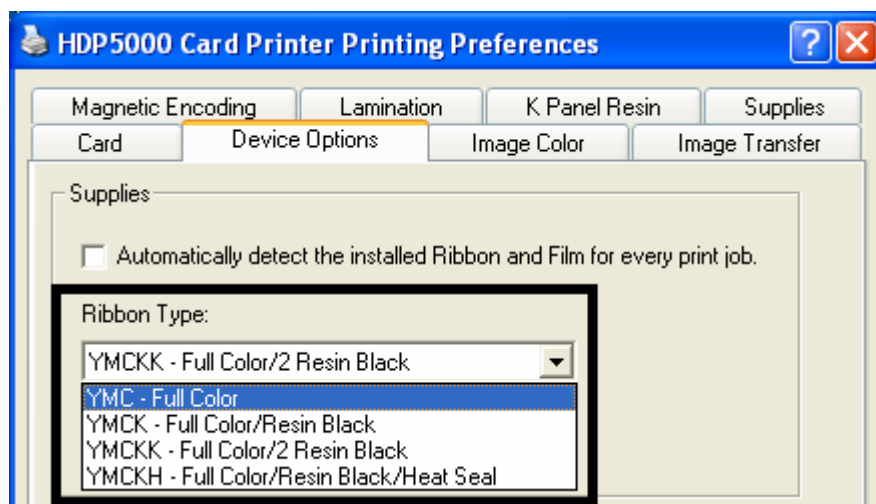 HDP5000 Card Printer Printing Preferences
Magnetic Encoding Lamination K Panel Resin Supplies
Card Device Options Image Color Image Transfer
Supplies
Automatically detect the installed Ribbon and Film for every print job.
Ribbon Type:
YMCKK - Full Color/2 Resin Black
YMC - Full Color
YMCK - Full Color/Resin Black
YMCKK - Full Color/2 Resin Black
YMCKH - Full Color/Resin Black/Heat Seal